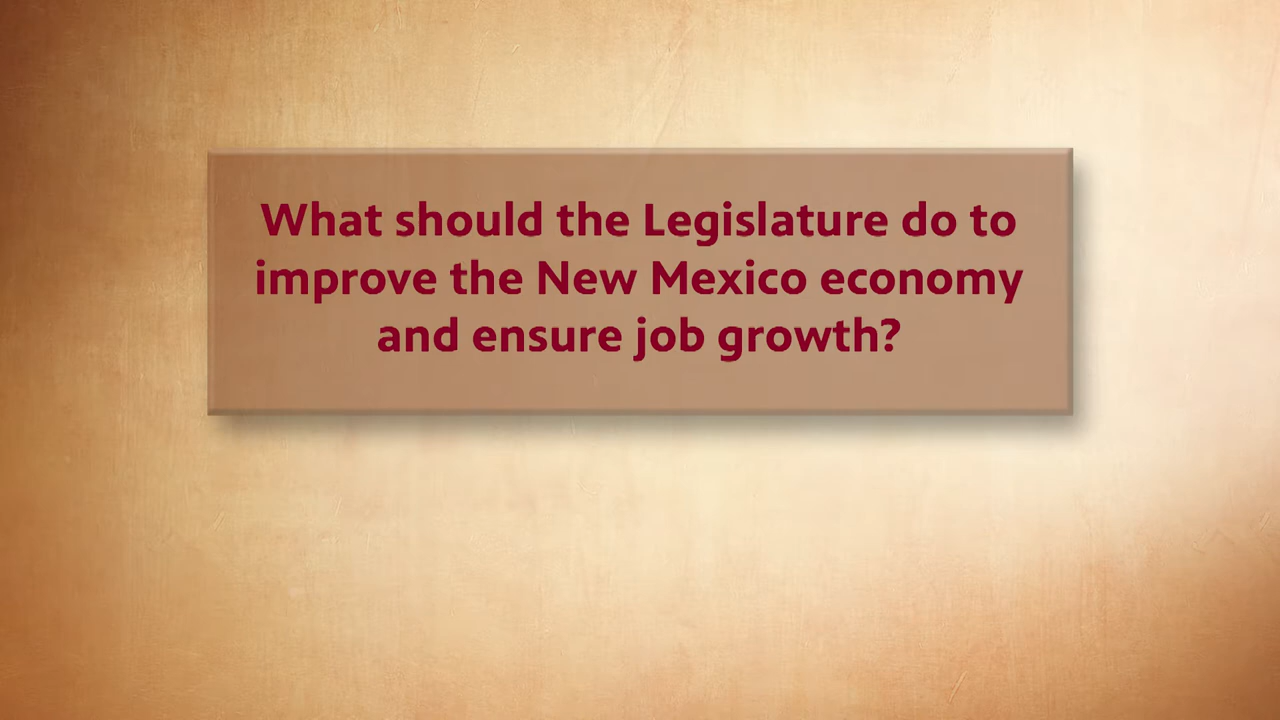 What should the Legislature do to
improve the New Mexico economy
and ensure job growth?